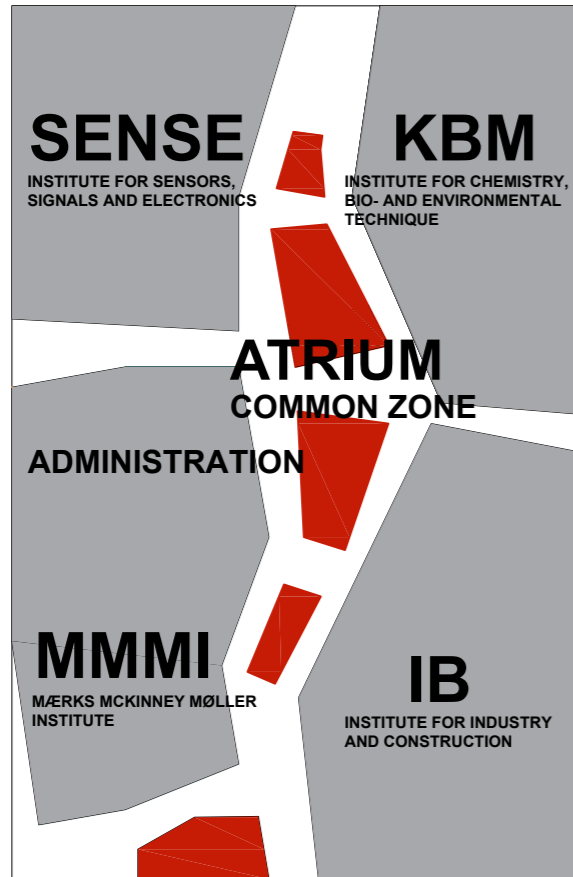 SENSE
INSTITUTE FOR SENSORS,
SIGNALS AND ELECTRONICS
KBM
INSTITUTE FOR CHEMISTRY,
BIO- AND ENVIRONMENTAL
TECHNIQUE
ATRIUM
COMMON ZONE
ADMINISTRATION
MMMI
MÆRKS MCKINNEY MØLLER
INSTITUTE
IB
INSTITUTE FOR INDUSTRY
AND CONSTRUCTION